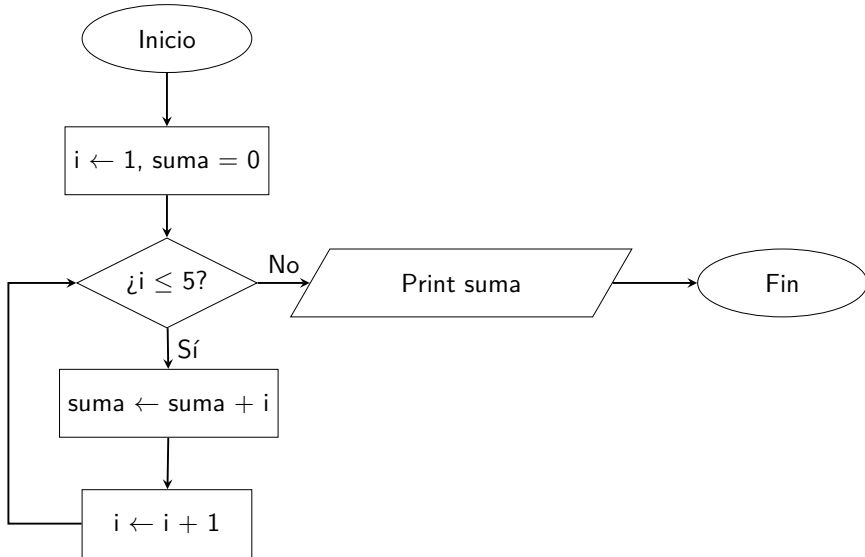 Inicio
i ← 1, suma = 0
¿i ≤ 5?
No
Print suma
Fin
Sí
suma ← suma + i
i ← i + 1